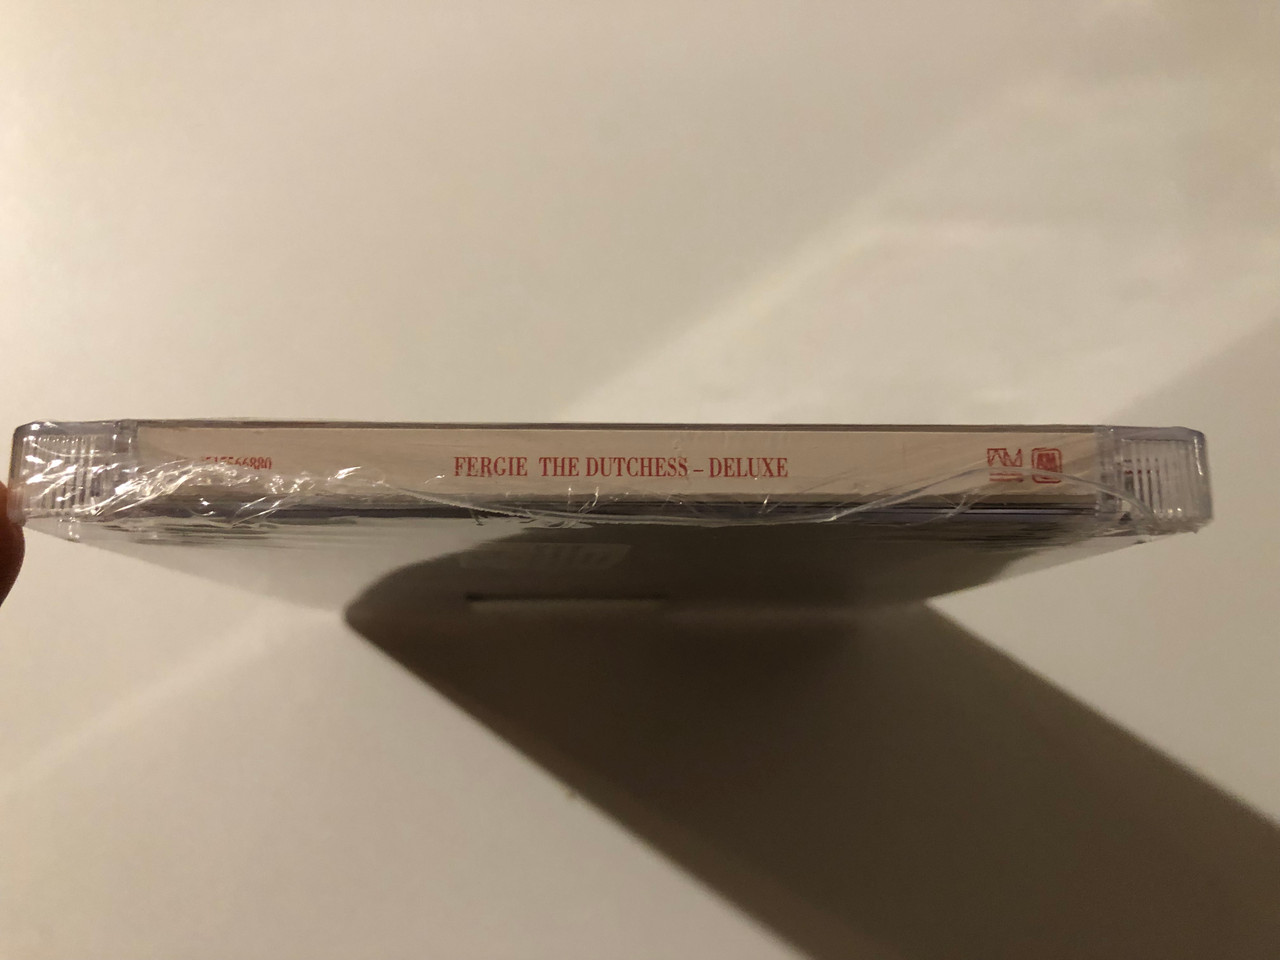 FERGIE THE DUTCHESS – DELUXE